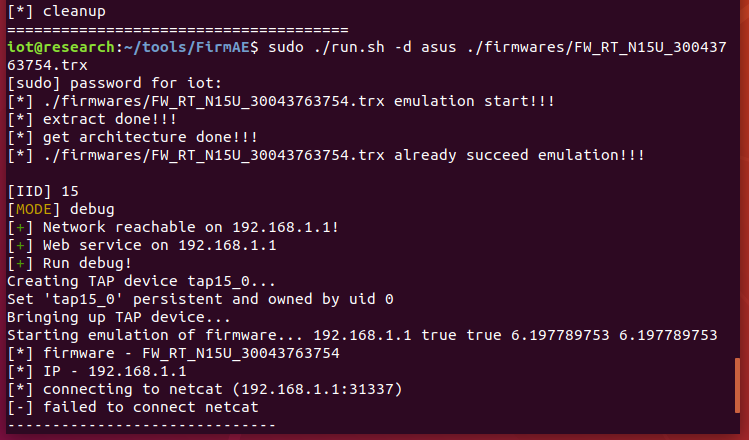 [*] cleanup
======================================
iot@research:~/tools/FirmAE$ sudo ./run.sh -d asus ./firmwares/FW_RT_N15U_300437
63754.trx
[sudo] password for iot:
[*] ./firmwares/FW_RT_N15U_30043763754.trx emulation start!!!
[*] extract done!!!
[*] get architecture done!!!
[*] ./firmwares/FW_RT_N15U_30043763754.trx already succeed emulation!!!
[IID] 15
[MODE] debug
[+] Network reachable on 192.168.1.1!
[+] Web service on 192.168.1.1
[+] Run debug!
Creating TAP device tap15_0...
Set 'tap15_0' persistent and owned by uid 0
Bringing up TAP device...
Starting emulation of firmware... 192.168.1.1 true true 6.197789753 6.197789753
[*] firmware - FW_RT_N15U_30043763754
[*] IP - 192.168.1.1
[*] connecting to netcat (192.168.1.1:31337)
[-] failed to connect netcat
------------------------------